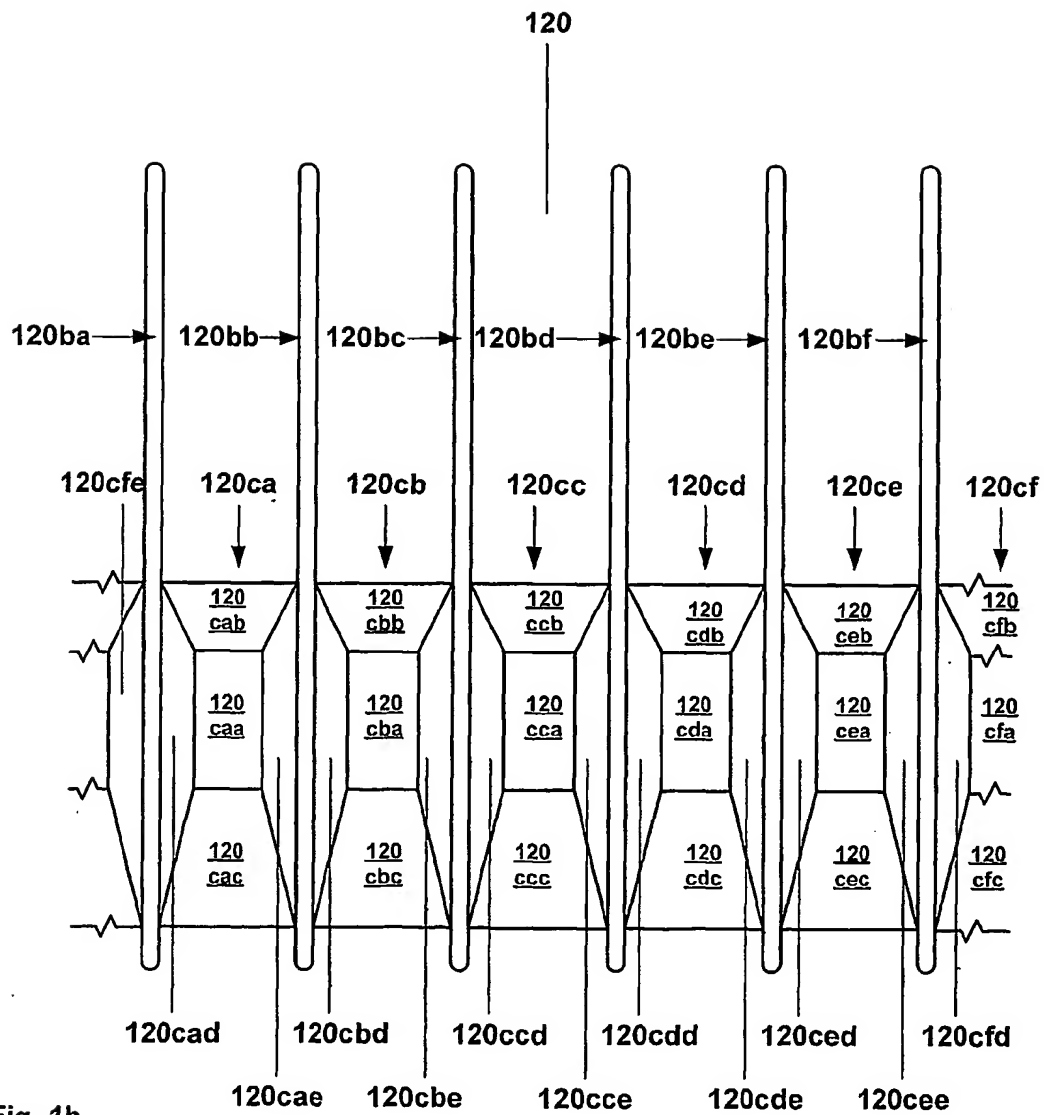 120
120ba 120bb 120bc 120bd 120be 120bf
120cfe 120ca 120cb 120cc 120cd 120ce 120cf
120 120 120 120 120 120
cab cbb ccb cdb ceb cfb
120 120 120 120 120 120
caa cba cca cda cea cfa
120 120 120 120 120 120
cac cbc ccc cdc cec cfc
120cad 120cbd 120ccd 120cdd 120ced 120cfd
120cae 120cbe 120cce 120cde 120cee
Fig. 1b